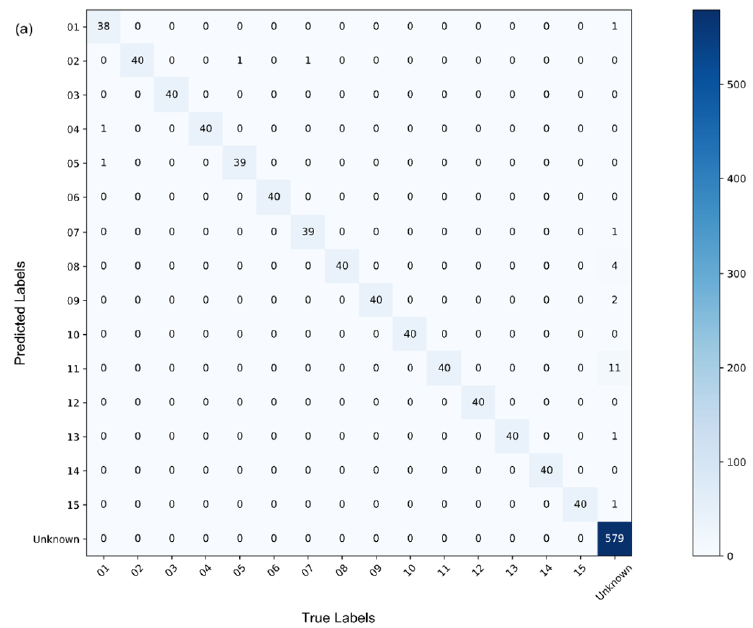 (a)
01 38 0 0 0 0 0 0 0 0 0 0 0 0 0 0 1
02 0 40 0 0 1 0 1 0 0 0 0 0 0 0 0 0
03 0 0 40 0 0 0 0 0 0 0 0 0 0 0 0 0
04 1 0 0 40 0 0 0 0 0 0 0 0 0 0 0 0
05 1 0 0 0 39 0 0 0 0 0 0 0 0 0 0 0
06 0 0 0 0 0 40 0 0 0 0 0 0 0 0 0 0
07 0 0 0 0 0 0 39 0 0 0 0 0 0 0 0 1
08 0 0 0 0 0 0 0 40 0 0 0 0 0 0 0 4
09 0 0 0 0 0 0 0 0 40 0 0 0 0 0 0 2
10 0 0 0 0 0 0 0 0 0 40 0 0 0 0 0 0
11 0 0 0 0 0 0 0 0 0 0 40 0 0 0 0 11
12 0 0 0 0 0 0 0 0 0 0 0 40 0 0 0 0
13 0 0 0 0 0 0 0 0 0 0 0 0 40 0 0 1
14 0 0 0 0 0 0 0 0 0 0 0 0 0 40 0 0
15 0 0 0 0 0 0 0 0 0 0 0 0 0 0 40 1
Unknown 0 0 0 0 0 0 0 0 0 0 0 0 0 0 0 579
01 02 03 04 05 06 07 08 09 10 11 12 13 14 15 Unknown
True Labels
Predicted Labels
500
400
300
200
100
0